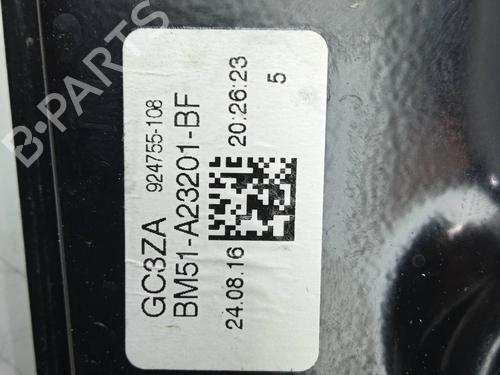 GC3ZA 924755-108
BM51-A23201-BF
24.08.16 20:26:23
5
B-PARTS